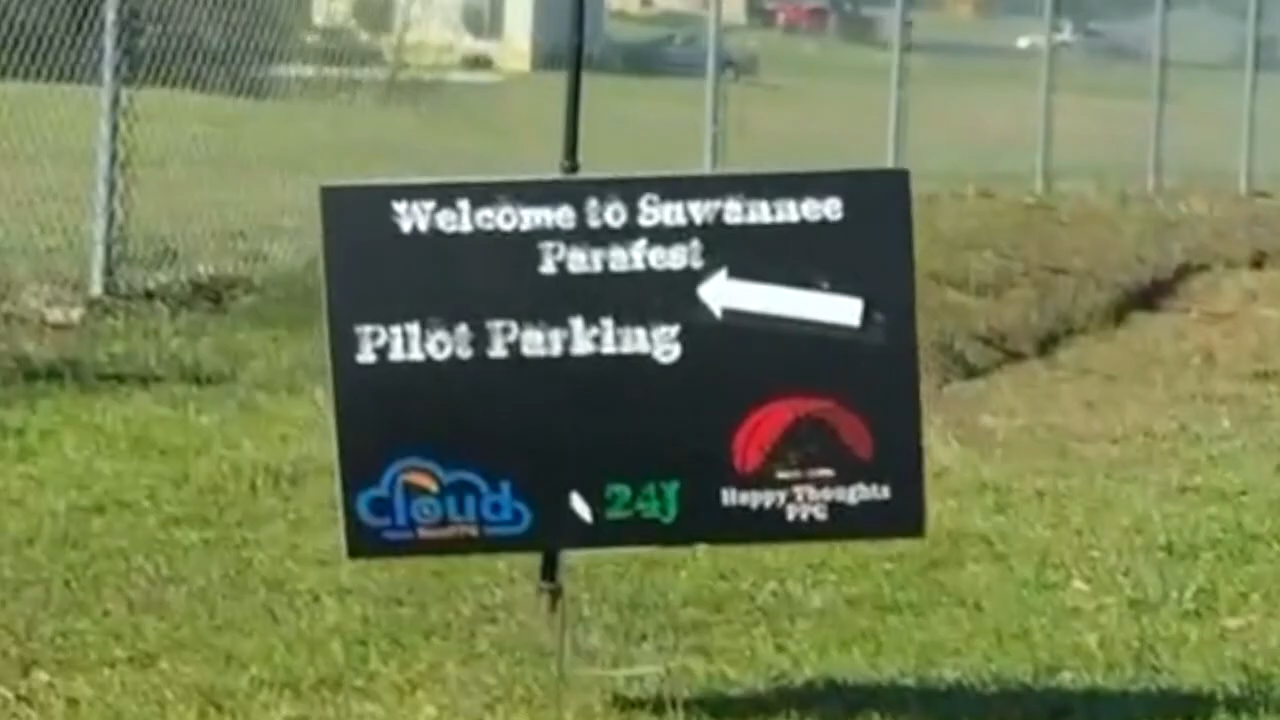 Welcome to Suwannee
Parafest
Pilot Parking
cloud
24J
Happy Thoughts
PPG